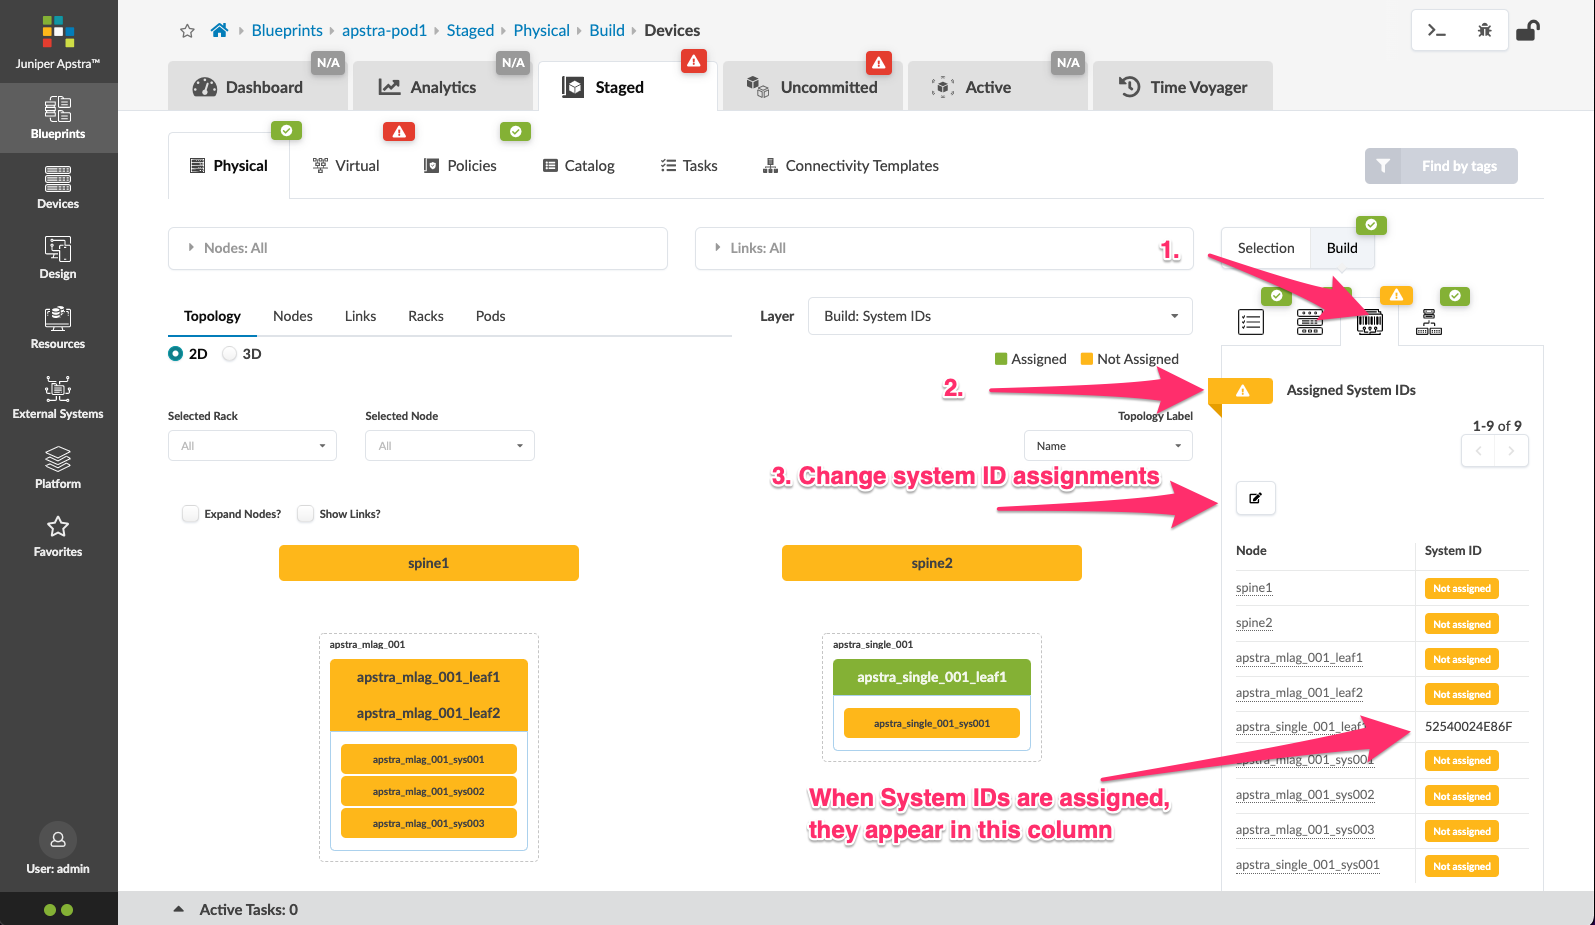 Juniper Apstra™
Blueprints
Devices
Design
Resources
External Systems
Platform
Favorites
User: admin
Blueprints
apstra-pod1
Staged
Physical
Build
Devices
N/A
Dashboard
N/A
Analytics
Staged
Uncommitted
N/A
Active
Time Voyager
Physical
Virtual
Policies
Catalog
Tasks
Connectivity Templates
Find by tags
Nodes: All
Links: All
1.
Selection
Build
Topology
Nodes
Links
Racks
Pods
Layer
Build: System IDs
2D
3D
Assigned
Not Assigned
2.
Assigned System IDs
Selected Rack
Selected Node
Topology Label
All
All
Name
1-9 of 9
3. Change system ID assignments
Expand Nodes?
Show Links?
spine1
spine2
apstra_mlag_001
apstra_mlag_001_leaf1
apstra_mlag_001_leaf2
apstra_mlag_001_sys001
apstra_mlag_001_sys002
apstra_mlag_001_sys003
apstra_single_001
apstra_single_001_leaf1
apstra_single_001_sys001
Node
System ID
spine1
Not assigned
spine2
Not assigned
apstra_mlag_001_leaf1
Not assigned
apstra_mlag_001_leaf2
Not assigned
apstra_single_001_leaf
52540024E86F
apstra_mlag_001_sys001
Not assigned
apstra_mlag_001_sys002
Not assigned
apstra_mlag_001_sys003
Not assigned
apstra_single_001_sys001
Not assigned
When System IDs are assigned,
they appear in this column
Active Tasks: 0